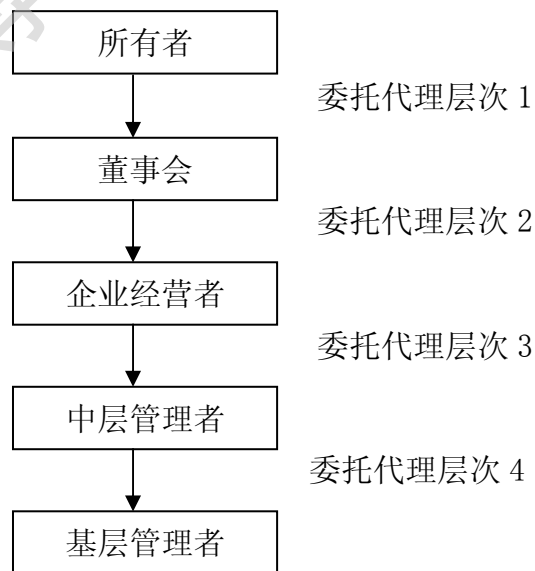 所有者
委托代理层次 1
董事会
委托代理层次 2
企业经营者
委托代理层次 3
中层管理者
委托代理层次 4
基层管理者